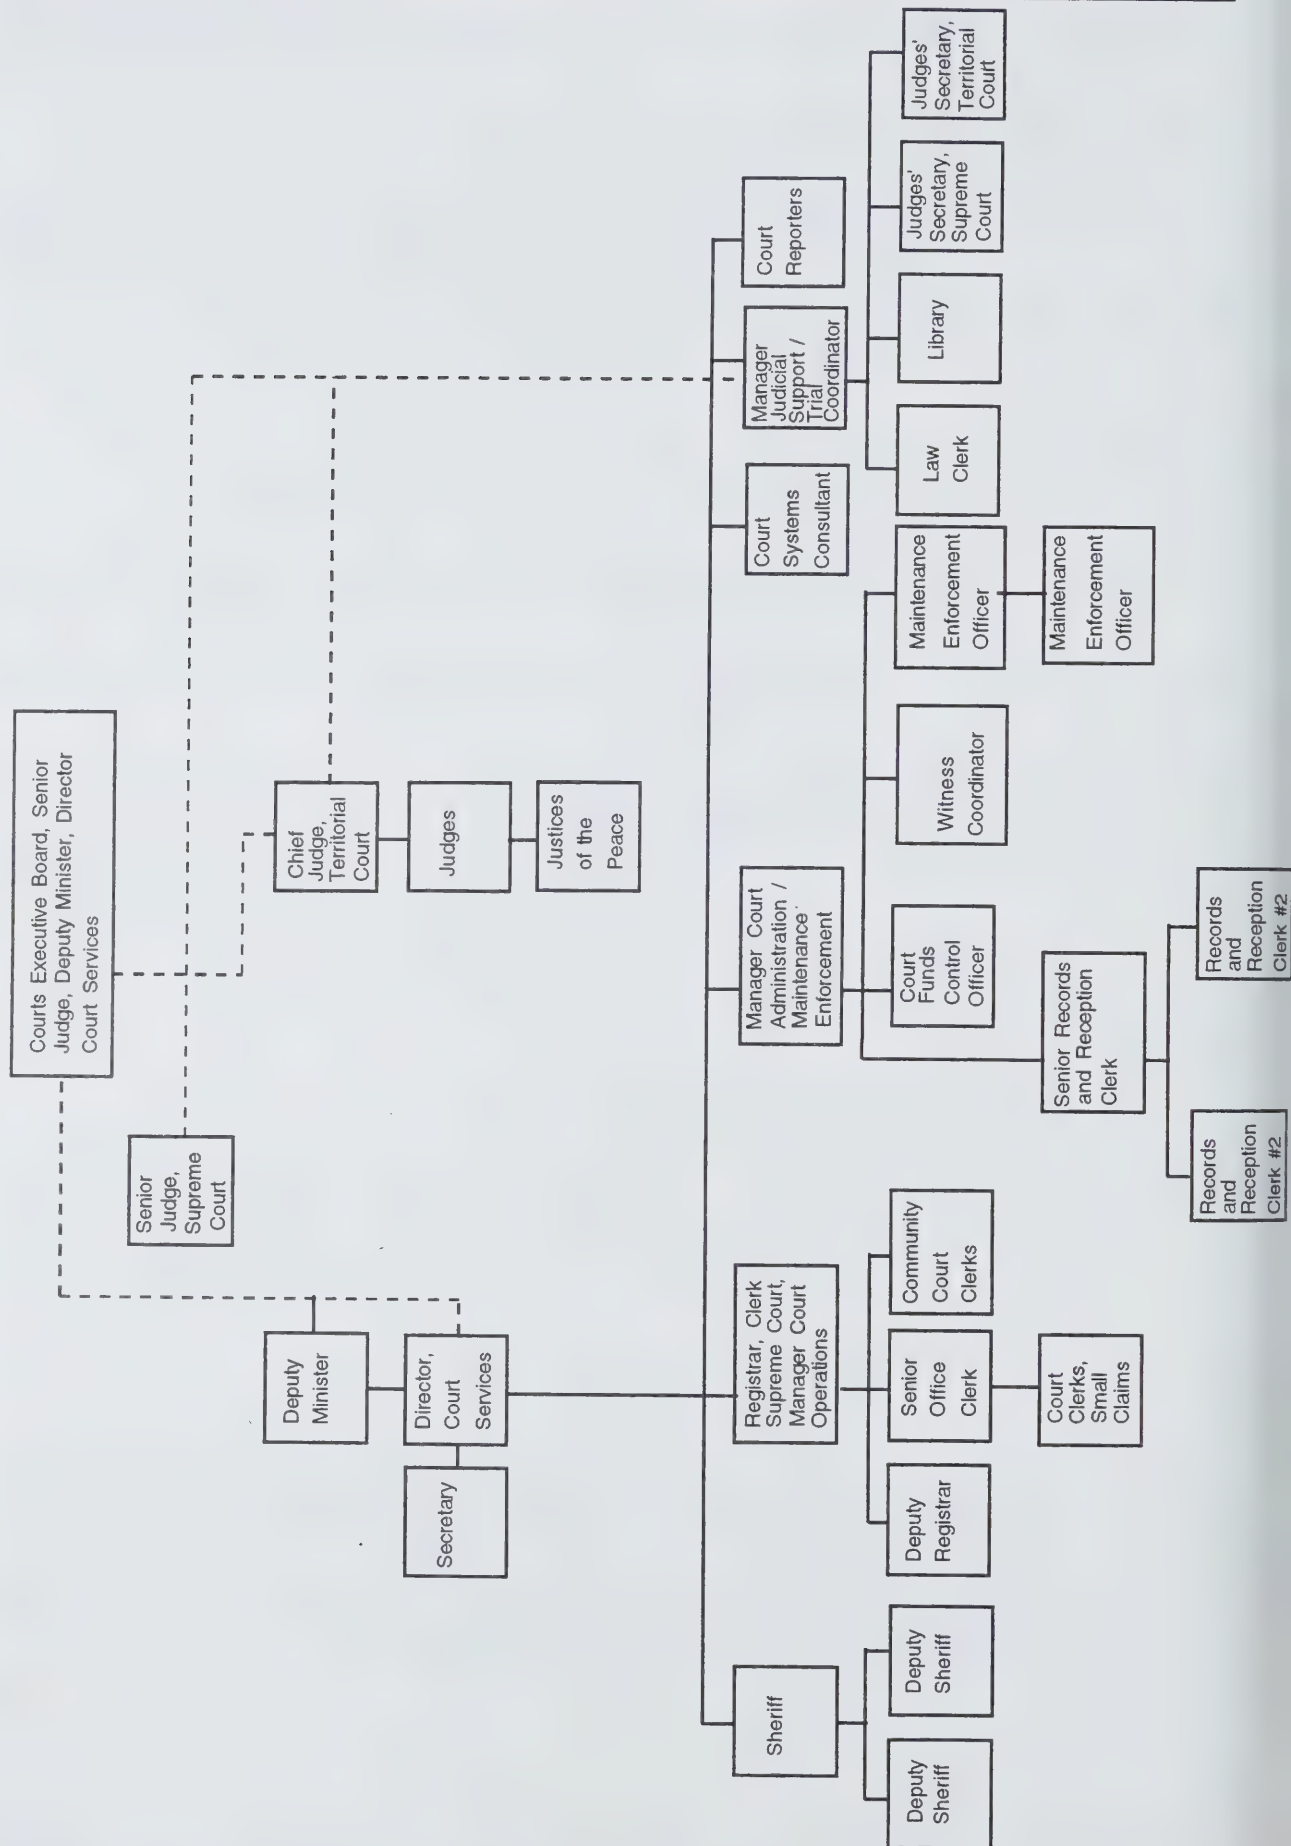 Courts Executive Board, Senior
Judge, Deputy Minister, Director
Court Services
Senior
Judge,
Supreme
Court
Deputy
Minister
Chief
Judge,
Territorial
Court
Secretary
Director,
Court
Services
Judges
Justices
of the
Peace
Sheriff
Registrar, Clerk
Supreme Court,
Manager Court
Operations
Manager Court
Administration /
Maintenance
Enforcement
Court
Systems
Consultant
Manager
Judicial
Support /
Trial
Coordinator
Court
Reporters
Deputy
Sheriff
Deputy
Sheriff
Deputy
Registrar
Senior
Office
Clerk
Community
Court
Clerks
Court
Funds
Control
Officer
Witness
Coordinator
Maintenance
Enforcement
Officer
Law
Clerk
Library
Judges'
Secretary,
Supreme
Court
Judges'
Secretary,
Territorial
Court
Court
Clerks,
Small
Claims
Senior Records
and Reception
Clerk
Maintenance
Enforcement
Officer
Records
and
Reception
Clerk #2
Records
and
Reception
Clerk #2